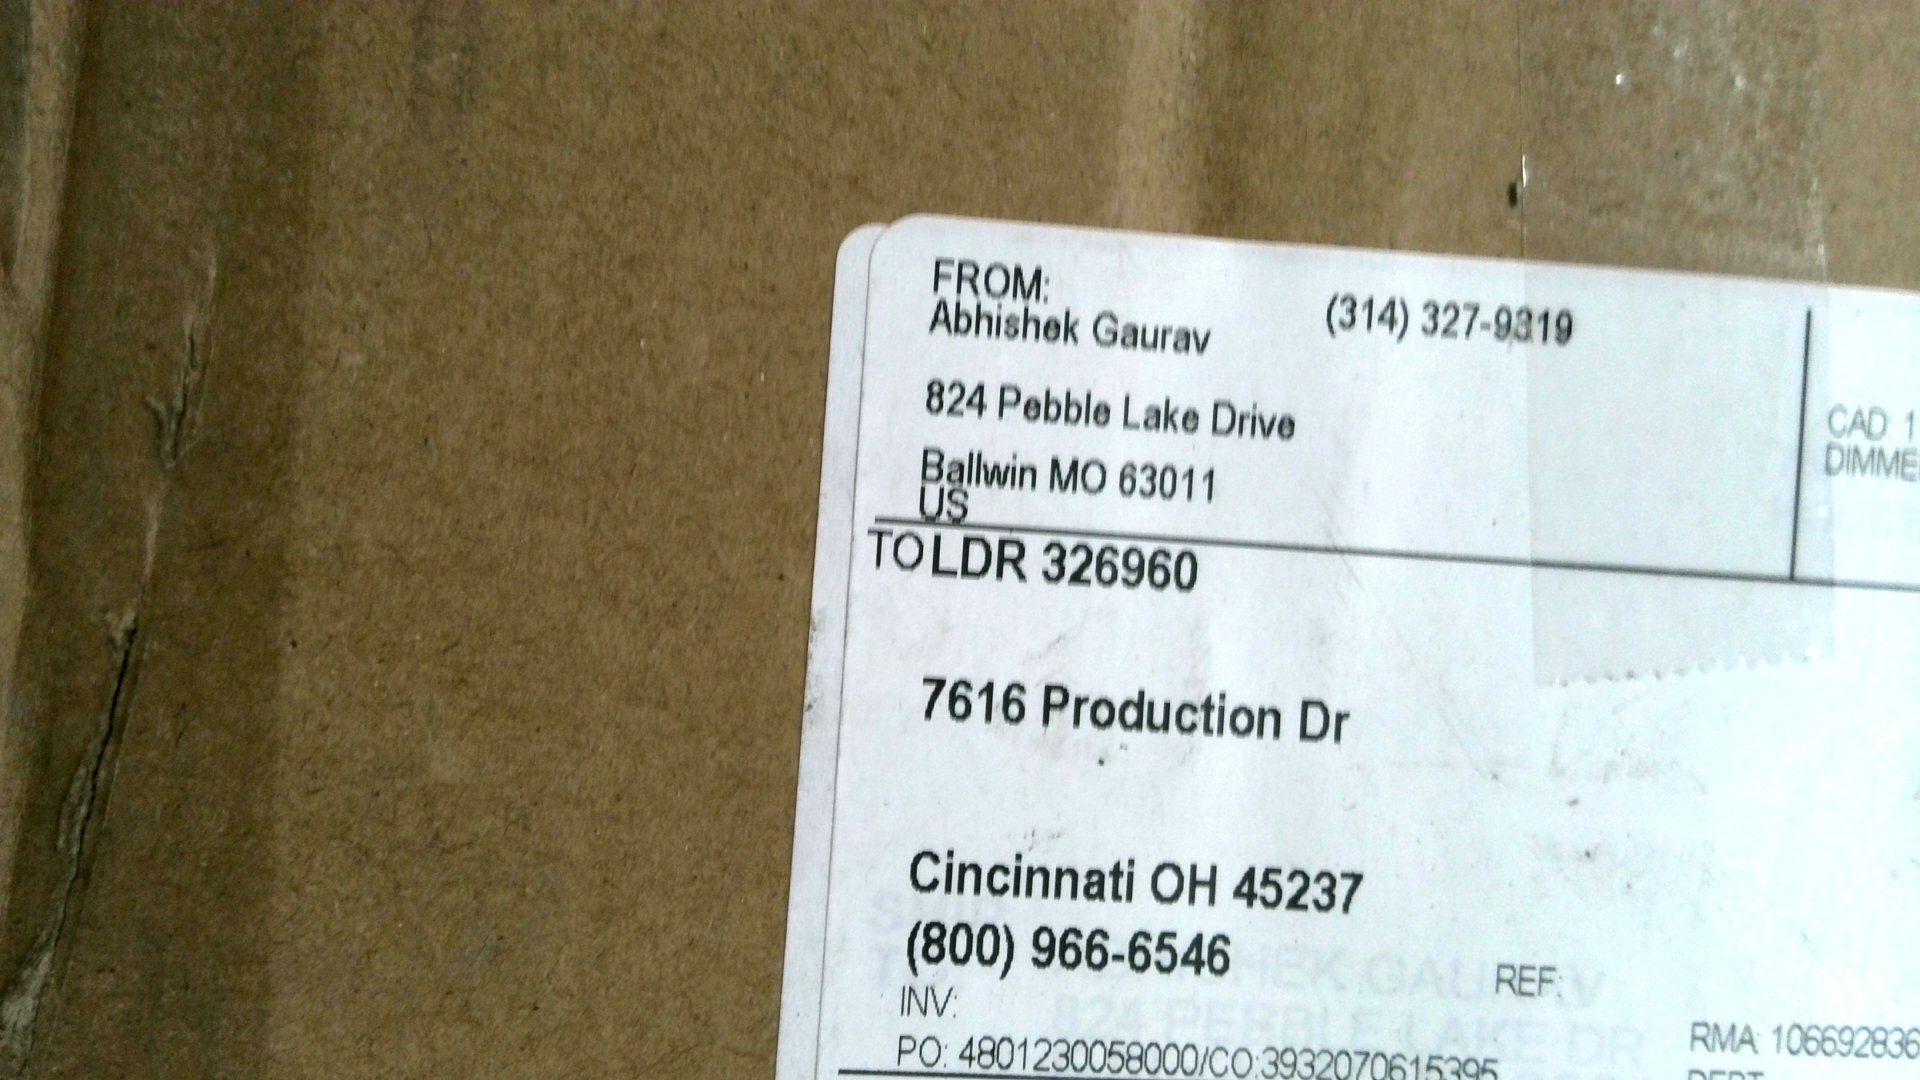 FROM:
Abhishek Gaurav (314) 327-9319
824 Pebble Lake Drive
Ballwin MO 63011
US
CAD: 1
DIMME
TO LDR 326960
7616 Production Dr
Cincinnati OH 45237
(800) 966-6546
REF:
INV:
PO: 4801230058000/CO:3932070615395
RMA: 106692836
DEPT